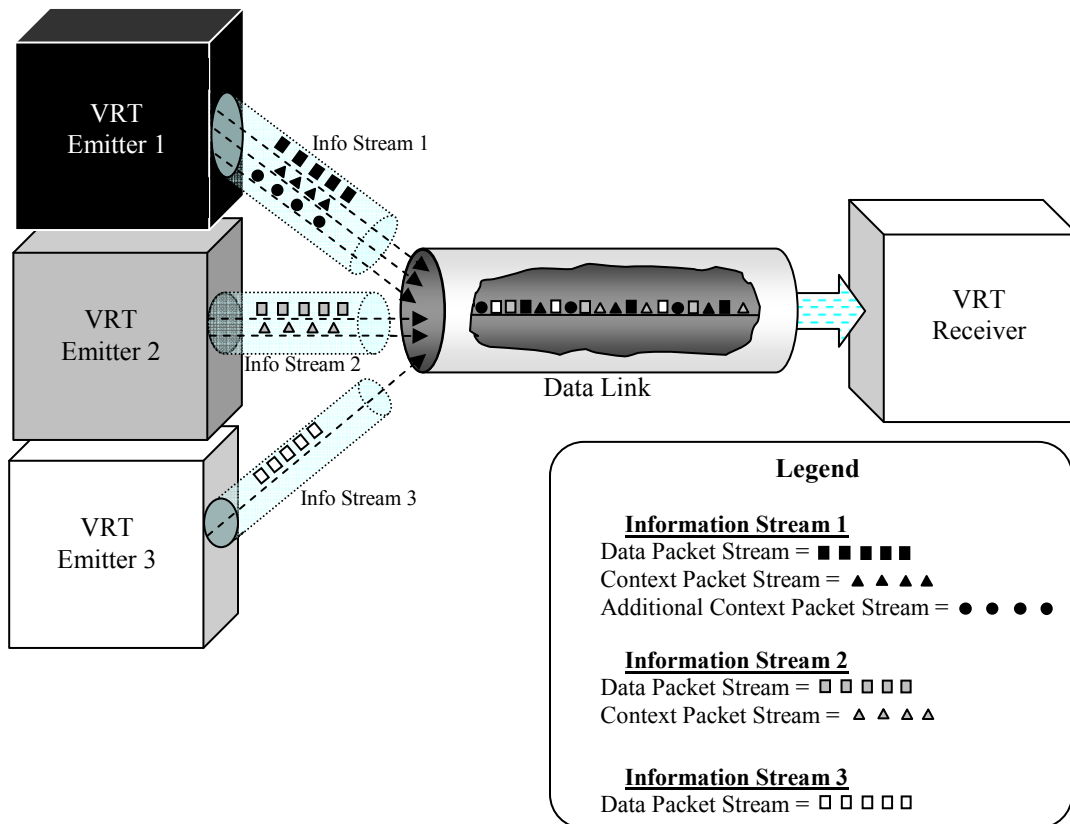 VRT
Emitter 1
Info Stream 1
VRT
Emitter 2
Info Stream 2
VRT
Emitter 3
Info Stream 3
Data Link
VRT
Receiver
Legend
Information Stream 1
Data Packet Stream =
Context Packet Stream =
Additional Context Packet Stream =
Information Stream 2
Data Packet Stream =
Context Packet Stream =
Information Stream 3
Data Packet Stream =